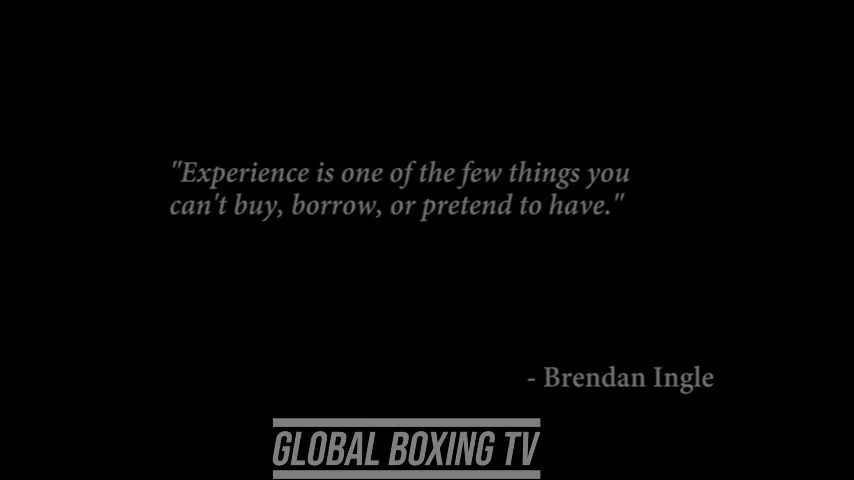 "Experience is one of the few things you
can't buy, borrow, or pretend to have."
- Brendan Ingle
GLOBAL BOXING TV